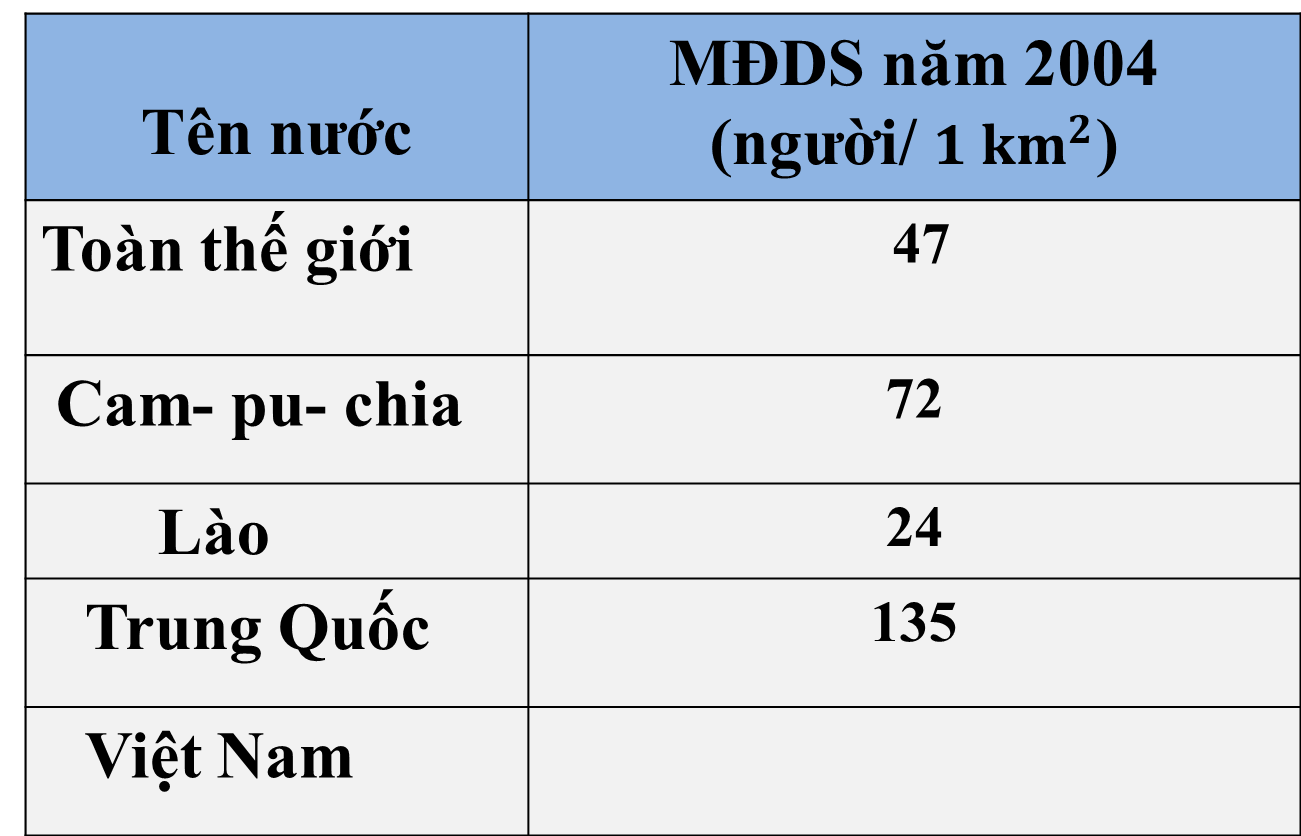 Tên nước
MĐDS năm 2004
(người/ 1 km²)
Toàn thế giới
47
Cam- pu- chia
72
Lào
24
Trung Quốc
135
Việt Nam